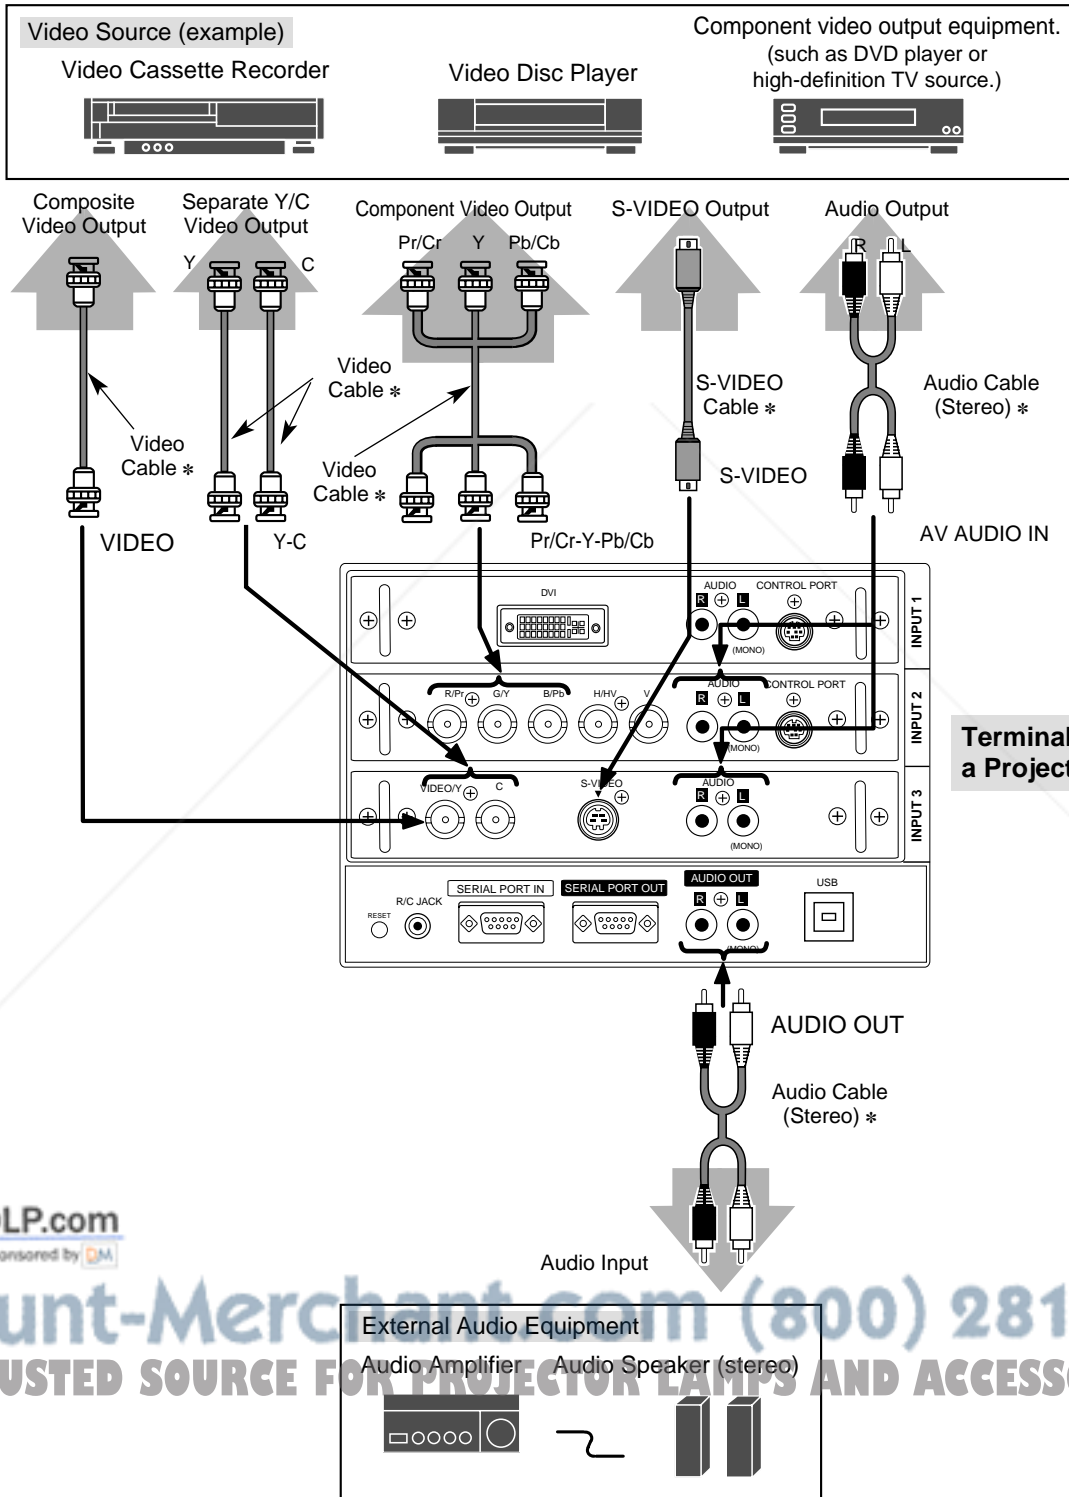 Video Source (example)
Component video output equipment.
(such as DVD player or
high-definition TV source.)
Video Cassette Recorder
Video Disc Player
Composite
Video Output
Separate Y/C
Video Output
Component Video Output
S-VIDEO Output
Audio Output
Y
C
Pr/Cr
Y
Pb/Cb
R
L
Video
Cable *
Video
Cable *
Video
Cable *
S-VIDEO
Cable *
Audio Cable
(Stereo) *
S-VIDEO
VIDEO
Y-C
Pr/Cr-Y-Pb/Cb
AV AUDIO IN
DVI
AUDIO
R
L
(MONO)
CONTROL PORT
INPUT 1
R/Pr
G/Y
B/Pb
H/HV
V
AUDIO
R
L
(MONO)
CONTROL PORT
INPUT 2
Terminal
a Project
VIDEO/Y
C
S-VIDEO
AUDIO
R
L
(MONO)
INPUT 3
RESET
R/C JACK
SERIAL PORT IN
SERIAL PORT OUT
AUDIO OUT
R
L
(MONO)
USB
AUDIO OUT
Audio Cable
(Stereo) *
LP.com
onsored by DM
Audio Input
unt-Merchant.com (800) 281
External Audio Equipment
USTED SOURCE FOR PROJECTOR LAMPS AND ACCESSO
Audio Amplifier
Audio Speaker (stereo)